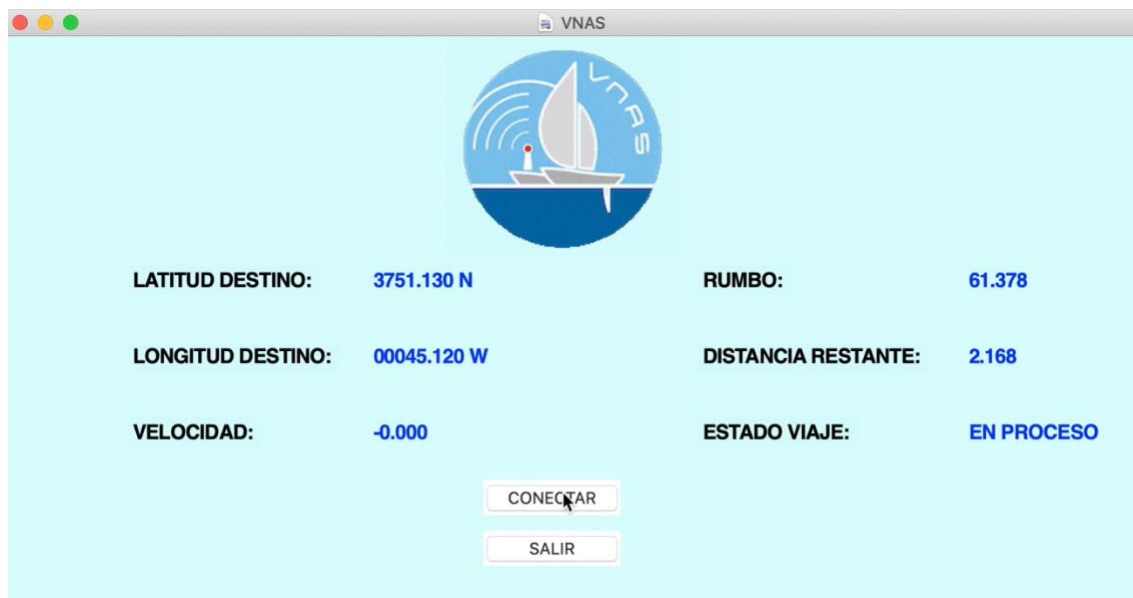 VNAS
VNAS
LATITUD DESTINO: 3751.130 N RUMBO: 61.378
LONGITUD DESTINO: 00045.120 W DISTANCIA RESTANTE: 2.168
VELOCIDAD: -0.000 ESTADO VIAJE: EN PROCESO
CONECTAR
SALIR